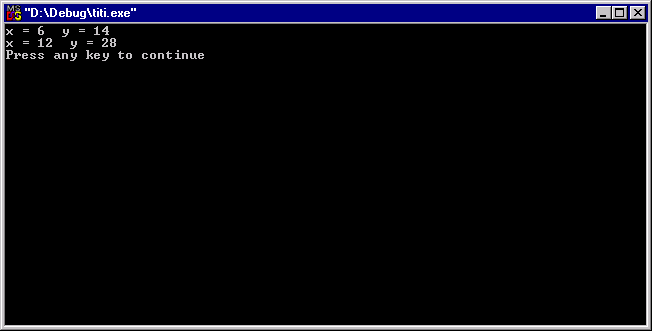 "D:\Debug\titi.exe"
x = 6  y = 14
x = 12  y = 28
Press any key to continue